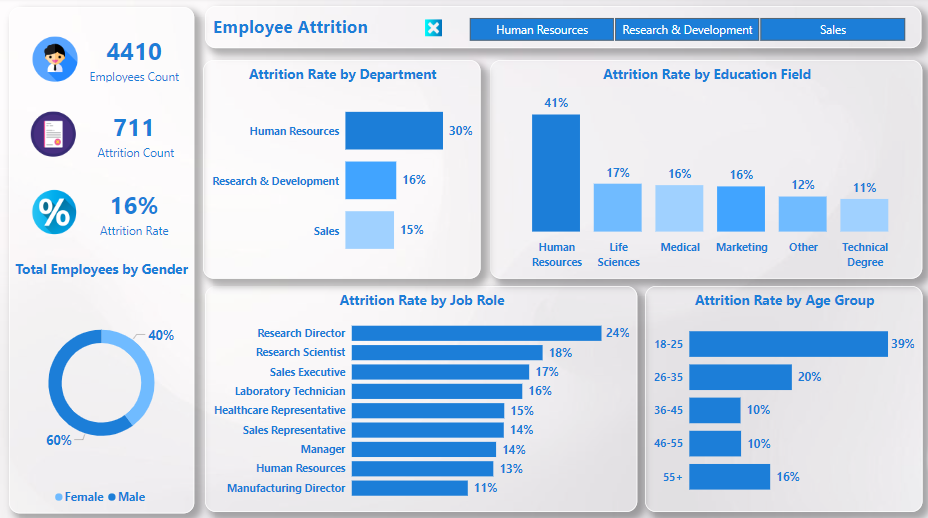 4410
Employees Count
711
Attrition Count
%
16%
Attrition Rate
Total Employees by Gender
40%
60%
Female Male
Employee Attrition
Human Resources Research & Development Sales
Attrition Rate by Department
Human Resources 30%
Research & Development 16%
Sales 15%
Attrition Rate by Education Field
41%
17%
16%
16%
12%
11%
Human
Resources
Life
Sciences
Medical
Marketing
Other
Technical
Degree
Attrition Rate by Job Role
Research Director 24%
Research Scientist 18%
Sales Executive 17%
Laboratory Technician 16%
Healthcare Representative 15%
Sales Representative 14%
Manager 14%
Human Resources 13%
Manufacturing Director 11%
Attrition Rate by Age Group
18-25 39%
26-35 20%
36-45 10%
46-55 10%
55+ 16%